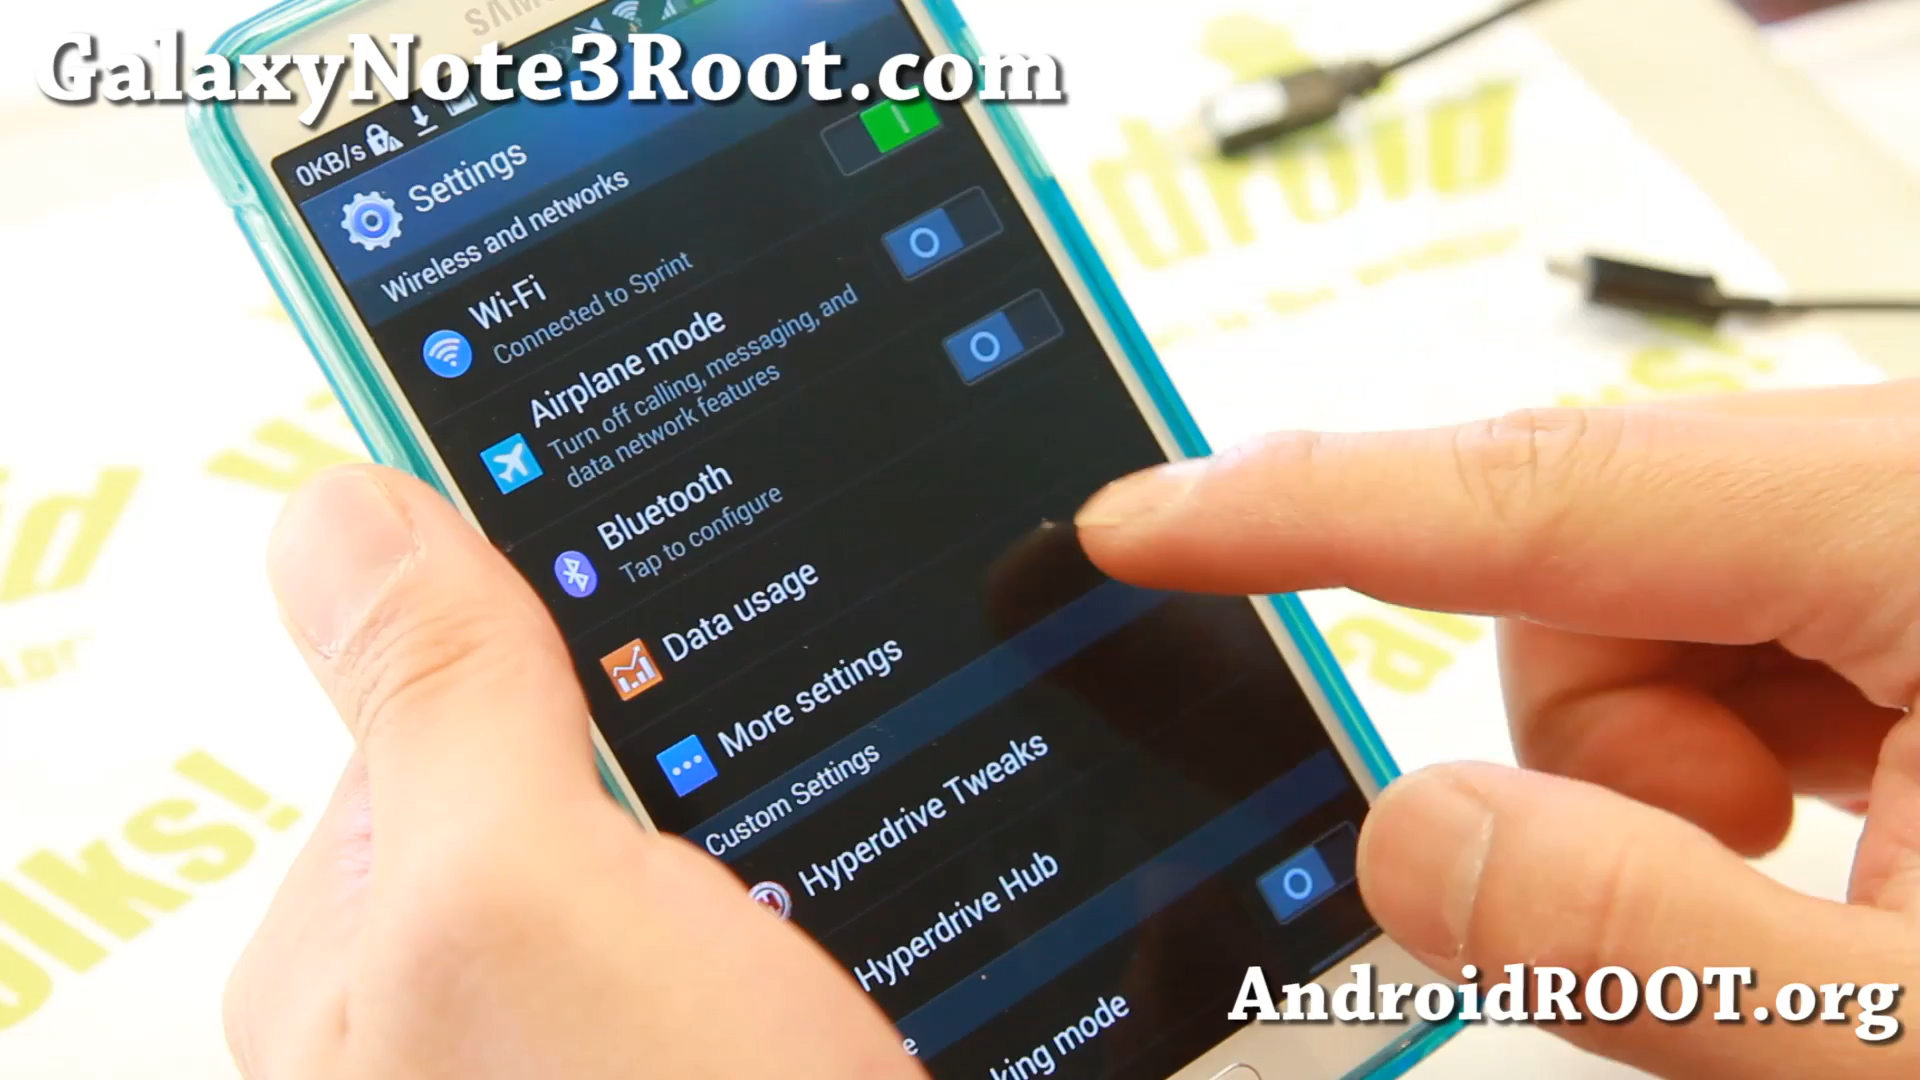 GalaxyNote3Root.com
0KB/s
Settings
Wireless and networks
Wi-Fi
Connected to Sprint
Airplane mode
Turn off calling, messaging, and
data network features
Bluetooth
Tap to configure
Data usage
More settings
Custom Settings
Hyperdrive Tweaks
Hyperdrive Hub
king mode
AndroidROOT.org